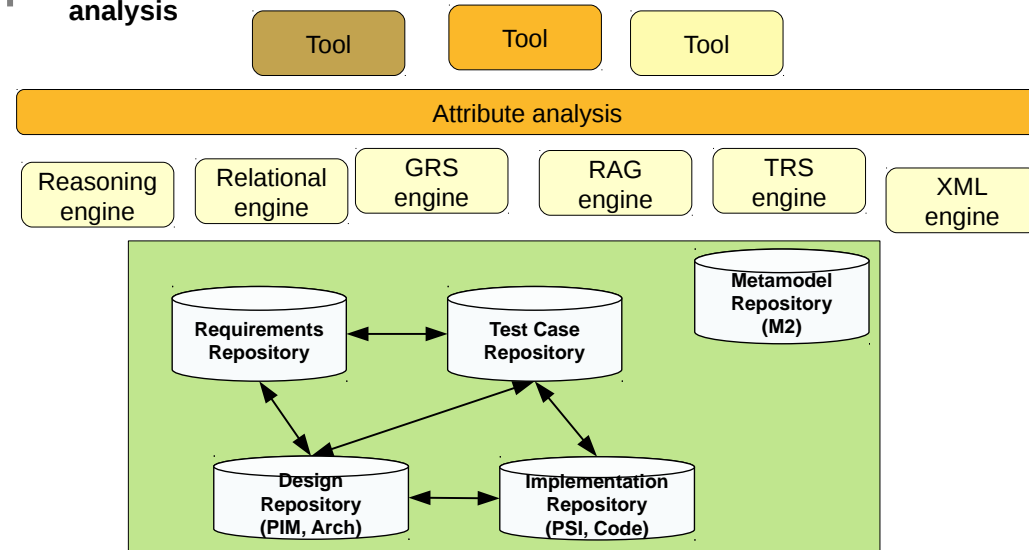 analysis
Tool
Tool
Tool
Attribute analysis
Reasoning
engine
Relational
engine
GRS
engine
RAG
engine
TRS
engine
XML
engine
Metamodel
Repository
(M2)
Requirements
Repository
Test Case
Repository
Design
Repository
(PIM, Arch)
Implementation
Repository
(PSI, Code)